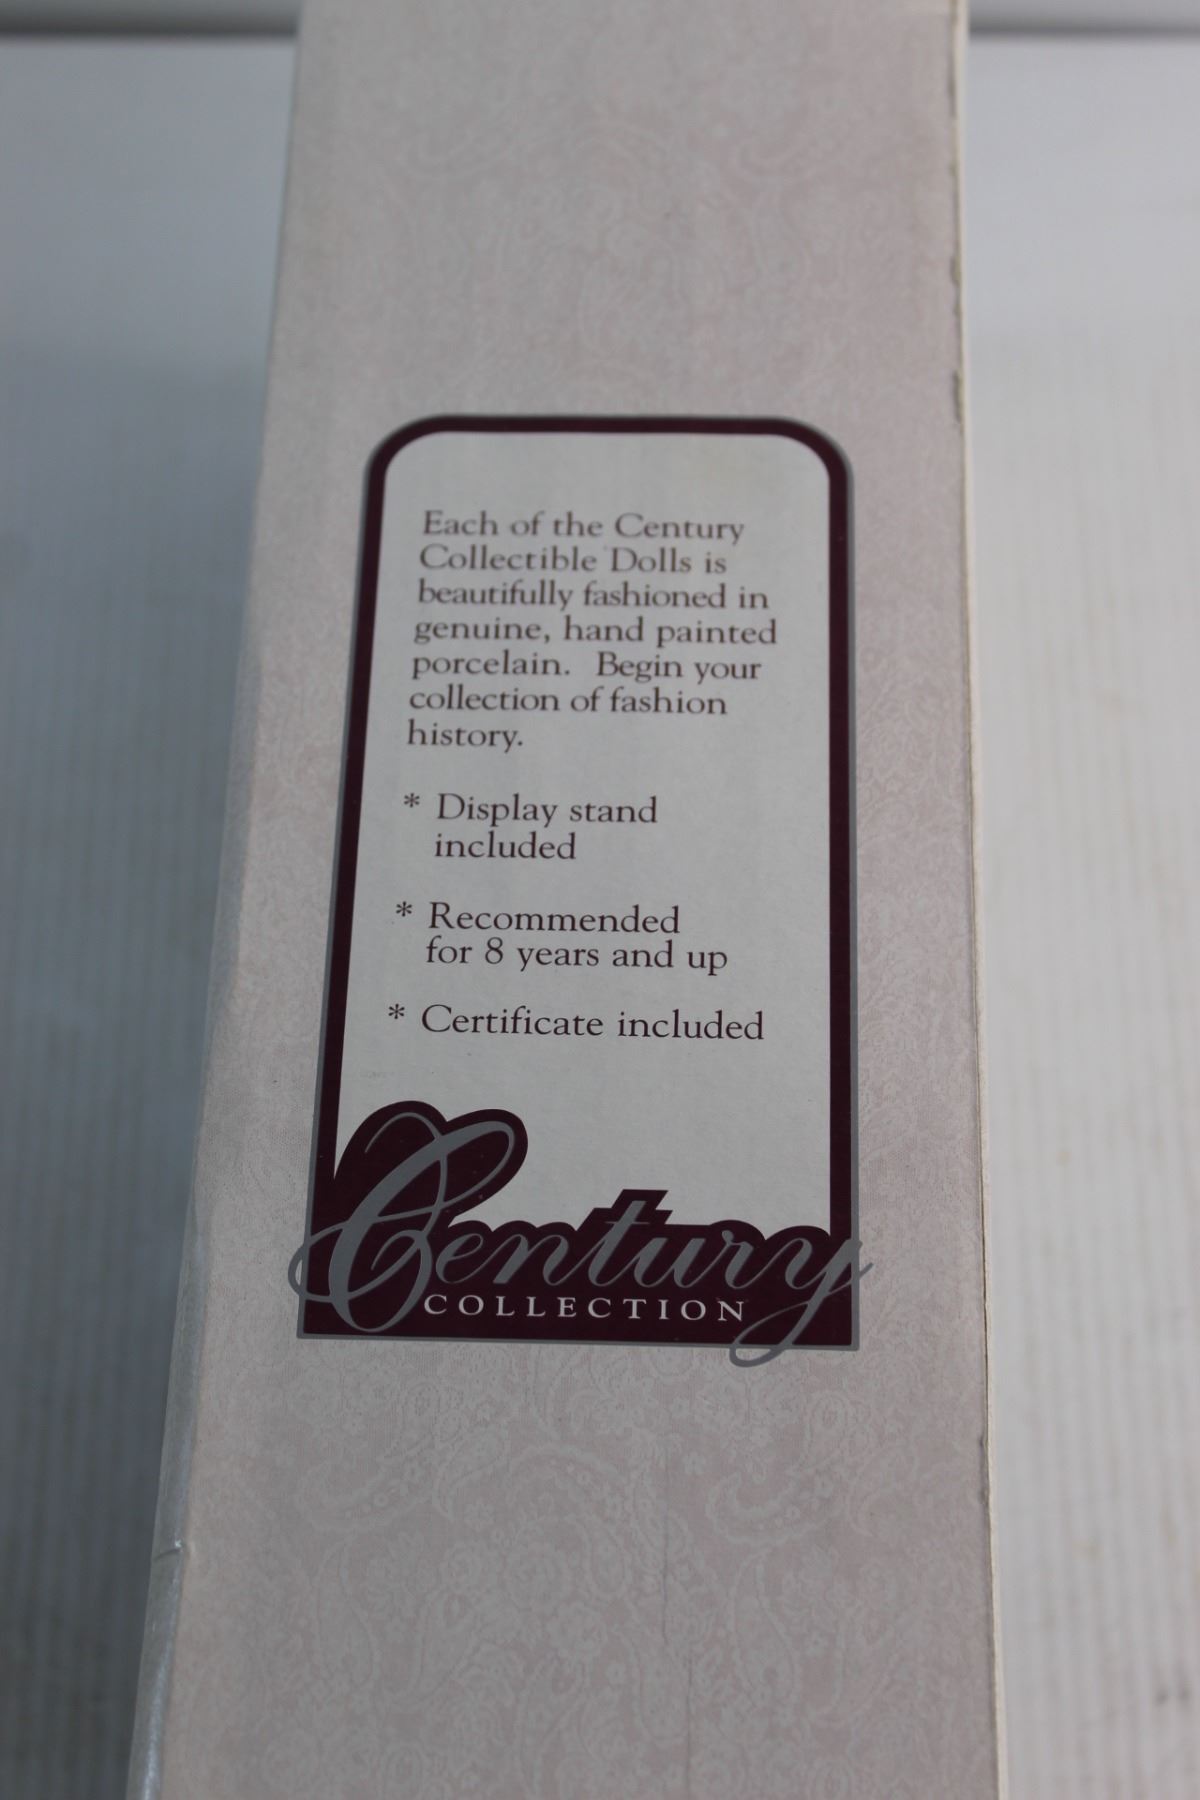 Each of the Century
Collectible Dolls is
beautifully fashioned in
genuine, hand painted
porcelain. Begin your
collection of fashion
history.
* Display stand
included
* Recommended
for 8 years and up
* Certificate included
Century
COLLECTION